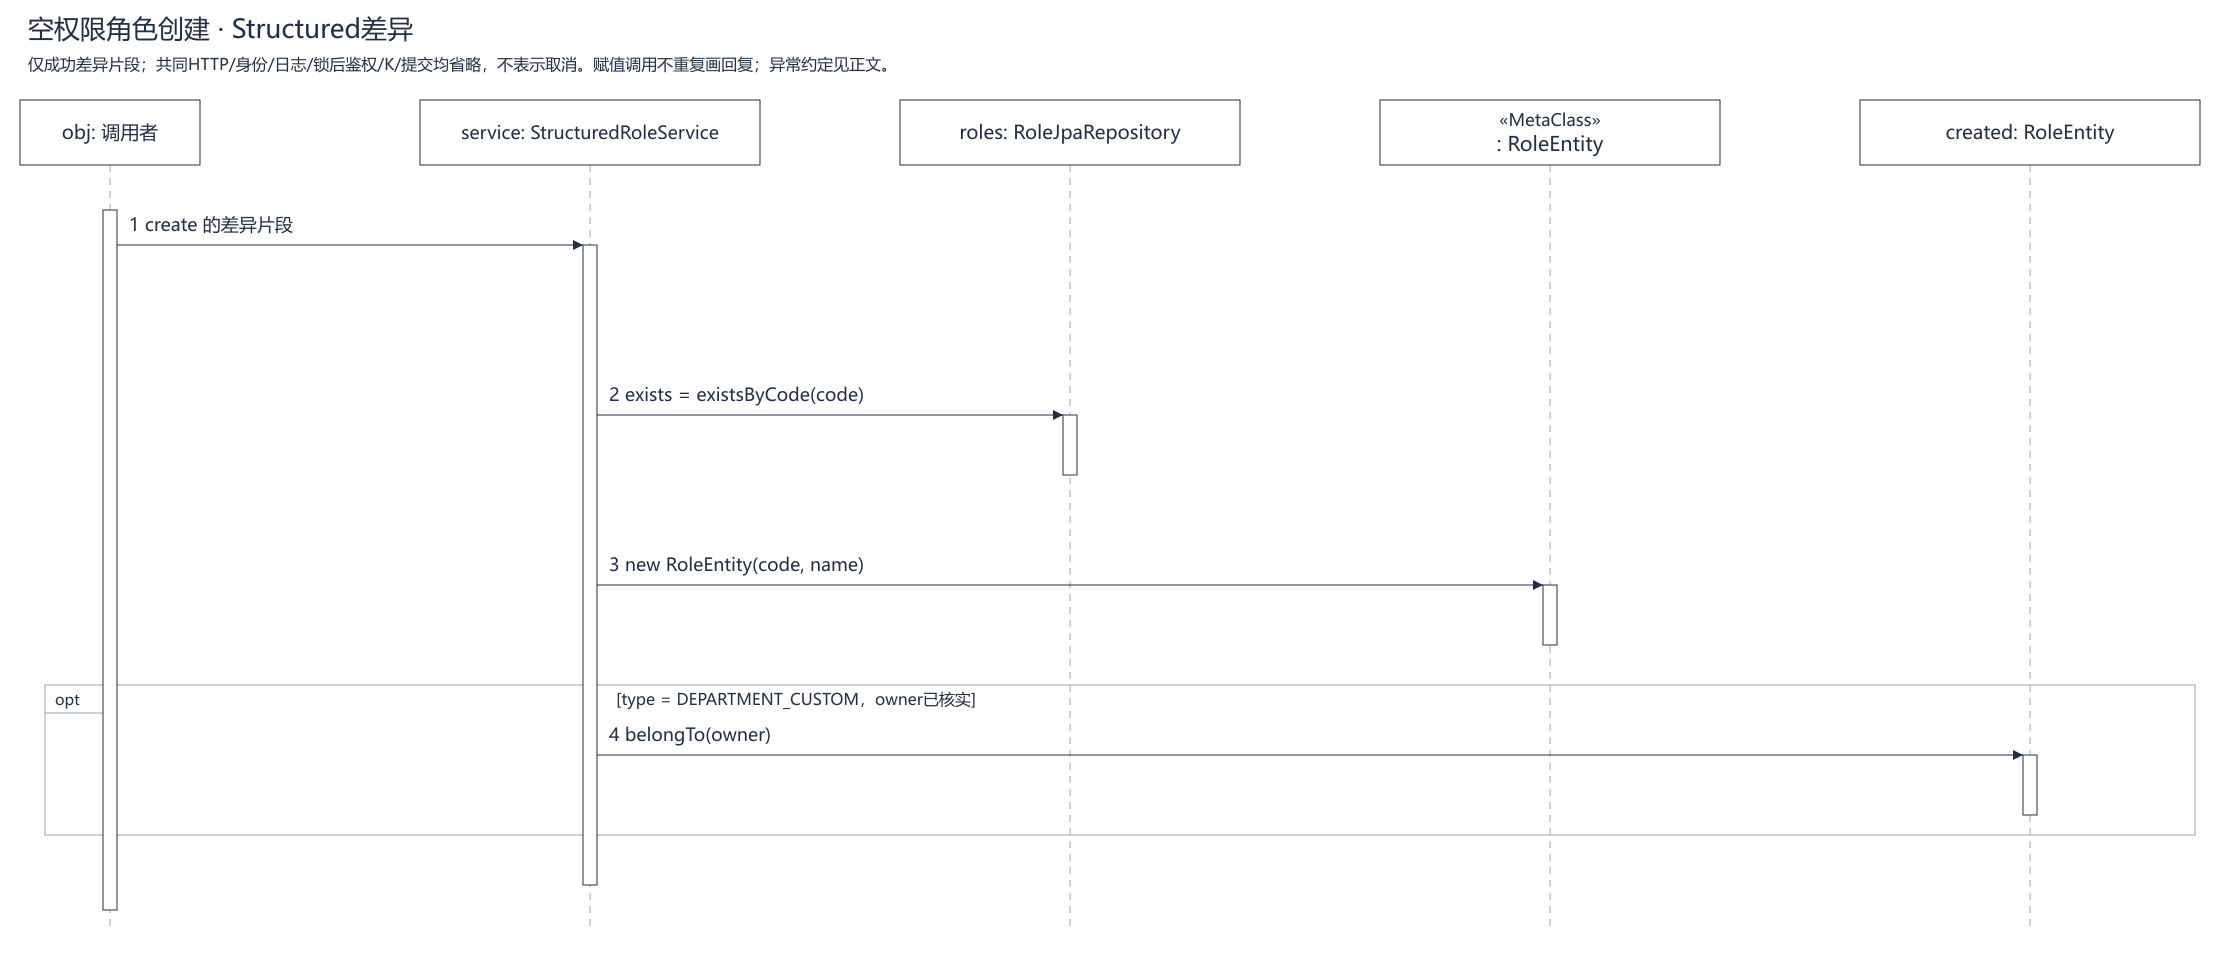 空权限角色创建 · Structured差异
仅成功差异片段；共同HTTP/身份/日志/锁后鉴权/K/提交均省略，不表示取消。赋值调用不重复画回复；异常约定见正文。
obj: 调用者
service: StructuredRoleService
roles: RoleJpaRepository
«MetaClass»
: RoleEntity
created: RoleEntity
1 create 的差异片段
2 exists = existsByCode(code)
3 new RoleEntity(code, name)
opt
[type = DEPARTMENT_CUSTOM，owner已核实]
4 belongTo(owner)